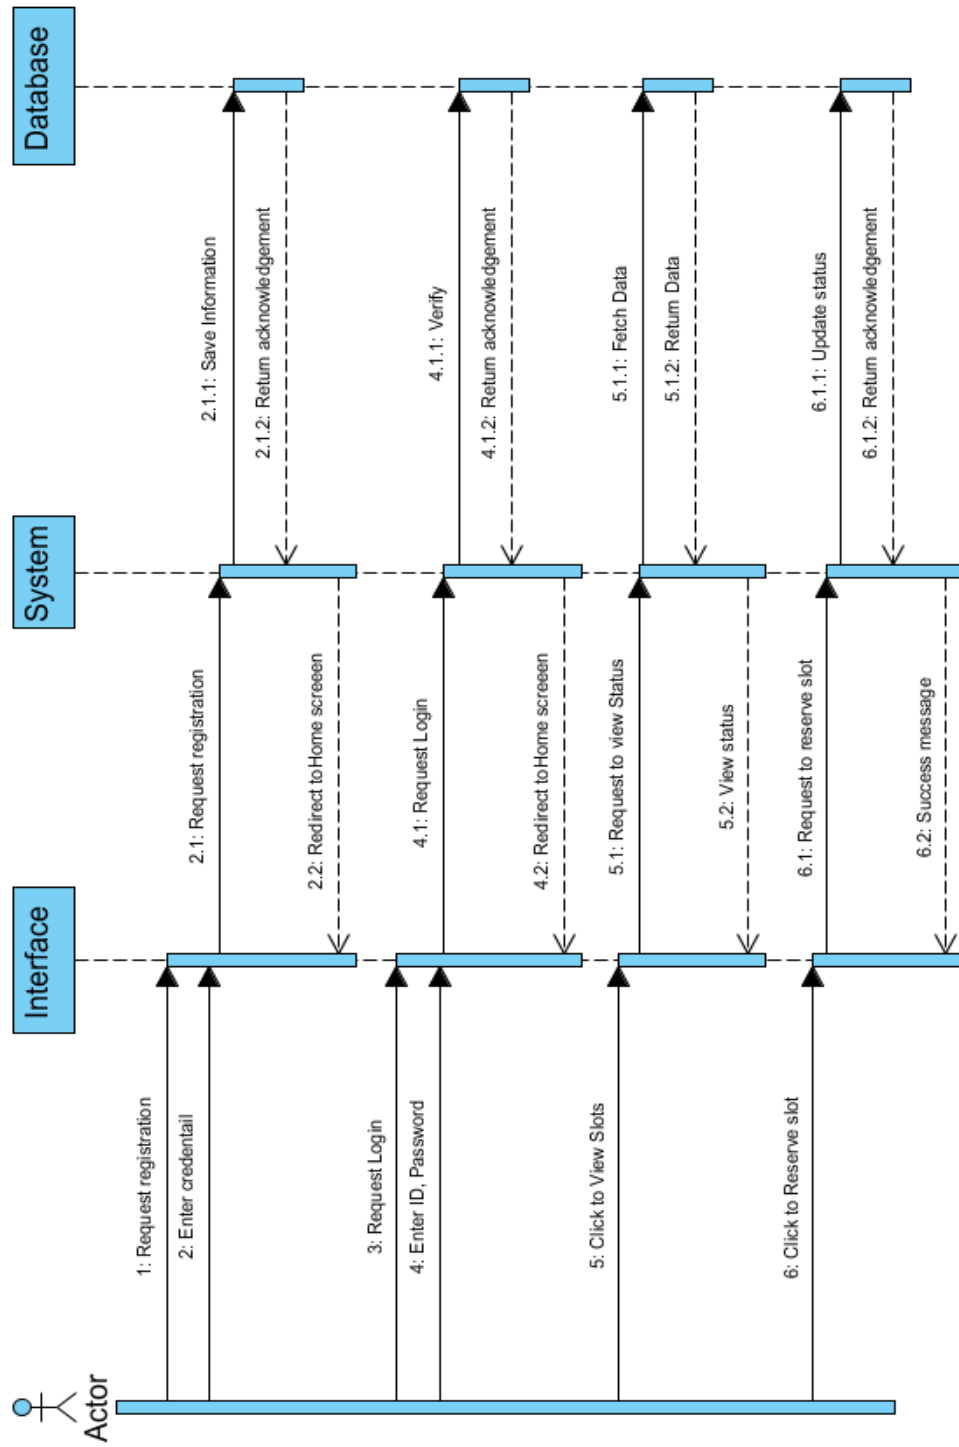 Actor
Interface
System
Database
1: Request registration
2: Enter credentail
2.1: Request registration
2.1.1: Save Information
2.1.2: Return acknowledgement
2.2: Redirect to Home screeen
3: Request Login
4: Enter ID, Password
4.1: Request Login
4.1.1: Verify
4.1.2: Return acknowledgement
4.2: Redirect to Home screeen
5: Click to View Slots
5.1: Request to view Status
5.1.1: Fetch Data
5.1.2: Return Data
5.2: View status
6: Click to Reserve slot
6.1: Request to reserve slot
6.1.1: Update status
6.1.2: Return acknowledgement
6.2: Success message